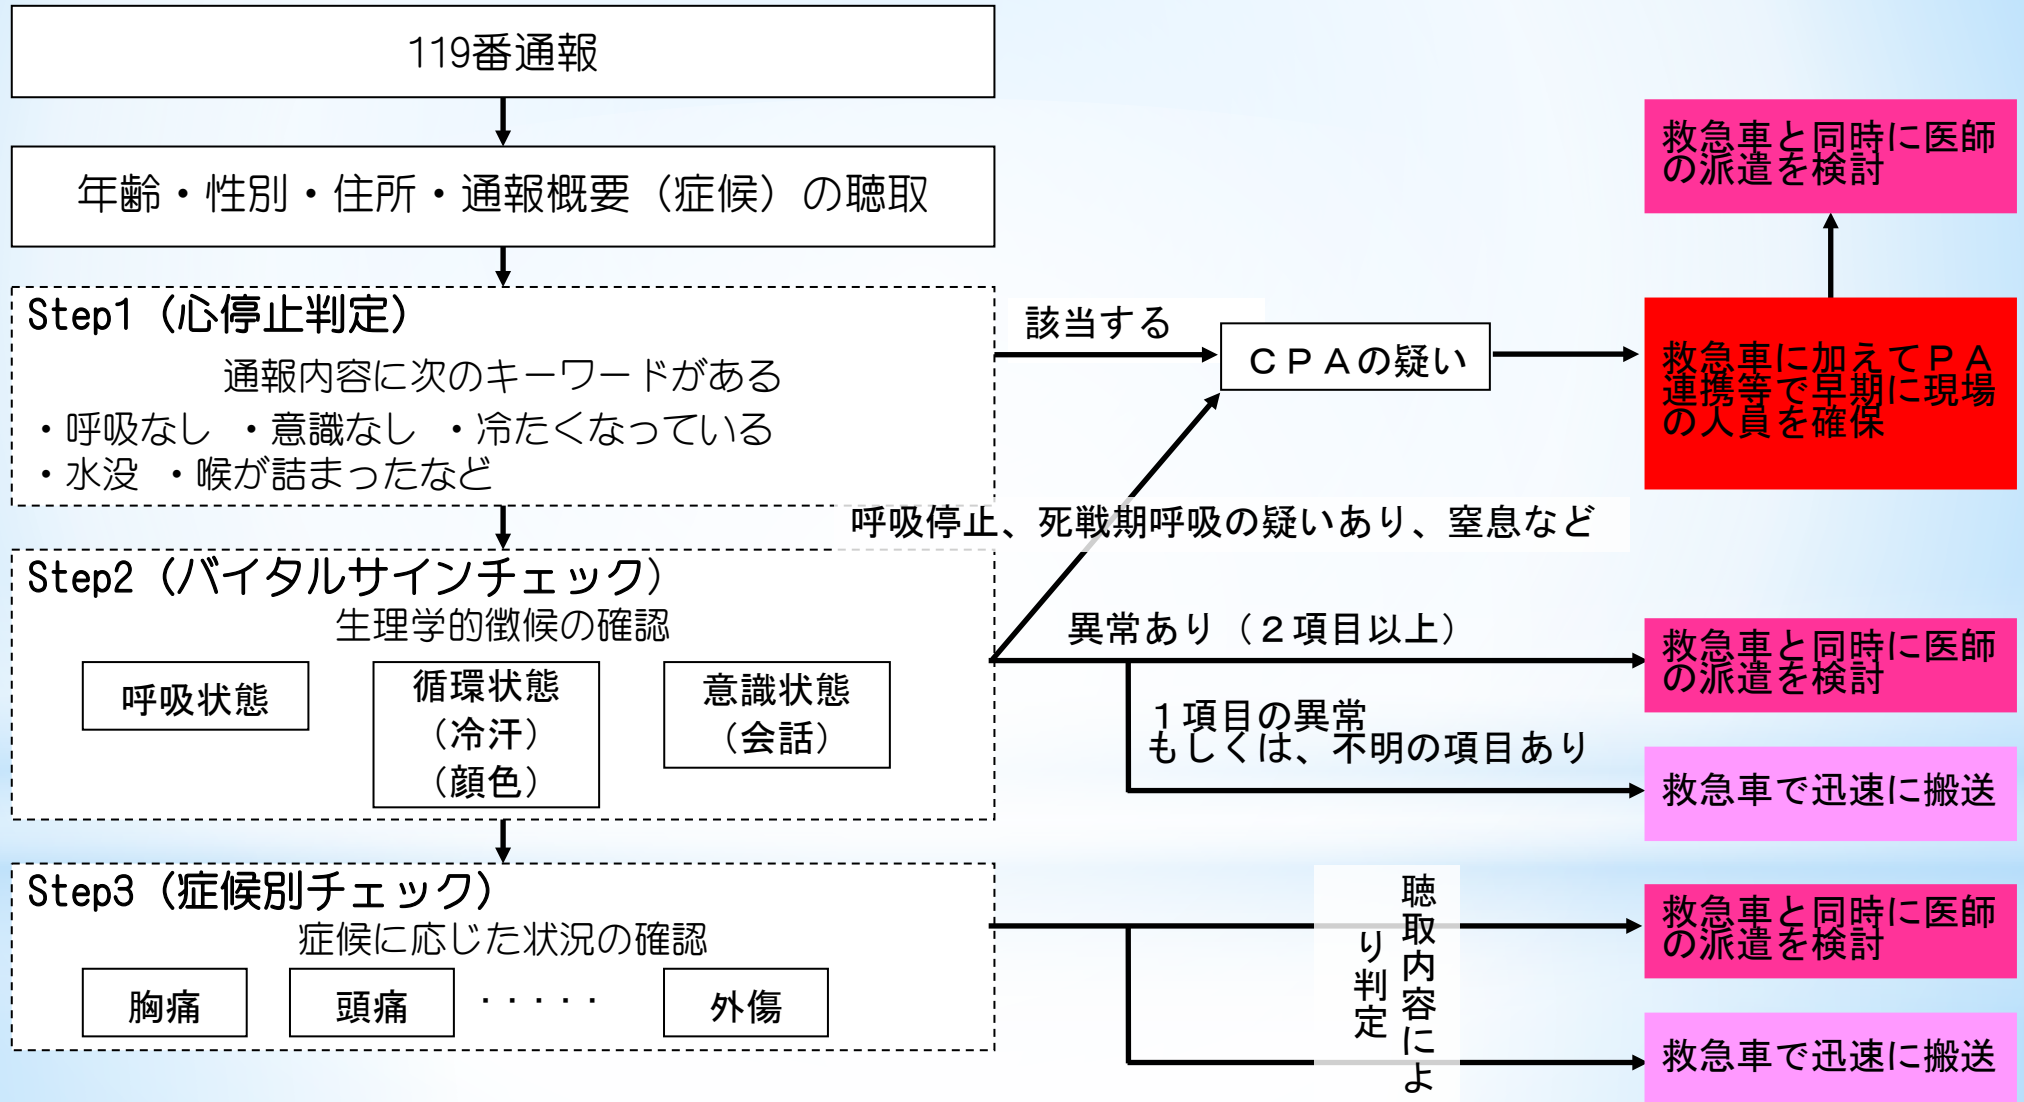 119番通報
年齢・性別・住所・通報概要（症候）の聴取
Step1（心停止判定）
通報内容に次のキーワードがある
・呼吸なし ・意識なし ・冷たくなっている
・水没 ・喉が詰まったなど
該当する
ＣＰＡの疑い
救急車に加えてＰＡ
連携等で早期に現場
の人員を確保
救急車と同時に医師
の派遣を検討
呼吸停止、死戦期呼吸の疑いあり、窒息など
Step2（バイタルサインチェック）
生理学的徴候の確認
呼吸状態
循環状態
（冷汗）
（顔色）
意識状態
（会話）
異常あり（２項目以上）
救急車と同時に医師
の派遣を検討
１項目の異常
もしくは、不明の項目あり
救急車で迅速に搬送
Step3（症候別チェック）
症候に応じた状況の確認
胸痛
頭痛
・・・・・
外傷
聴取内容によ
り判定
救急車と同時に医師
の派遣を検討
救急車で迅速に搬送